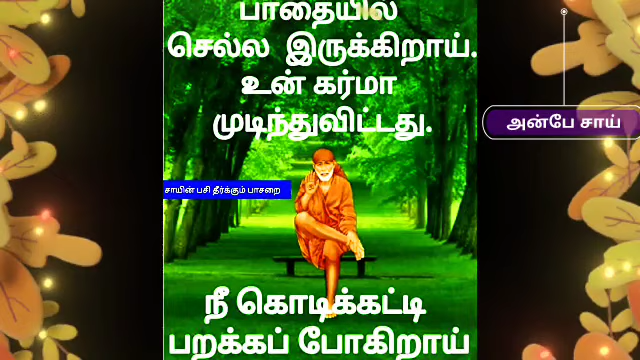 பாதையில்
செல்ல இருக்கிறாய்.
உன் கர்மா
முடிந்துவிட்டது.
அன்பே சாய்
சாயின் பசி தீர்க்கும் பாசறை
நீ கொடிக்கட்டி
பறக்கப் போகிறாய்